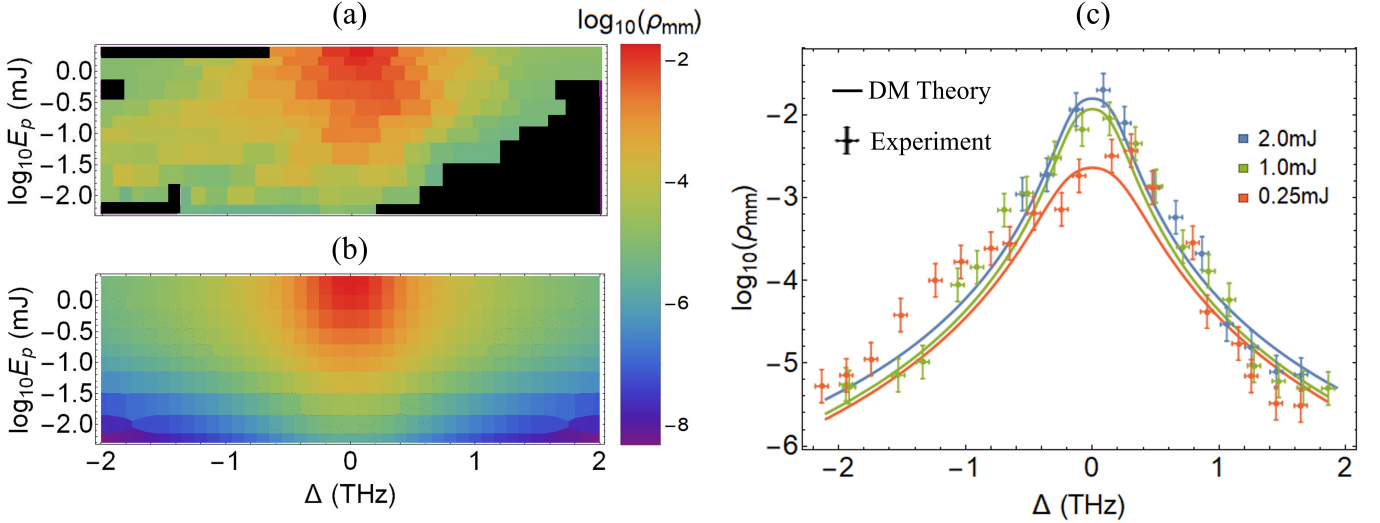 (a)
log₁₀(ρmm)
log₁₀Eₚ (mJ)
0.0
−0.5
−1.0
−1.5
−2.0
−2
−4
−6
−8
(b)
log₁₀Eₚ (mJ)
0.0
−0.5
−1.0
−1.5
−2.0
−2 −1 0 1 2
Δ (THz)
(c)
DM Theory
Experiment
2.0mJ
1.0mJ
0.25mJ
log₁₀(ρmm)
−2
−3
−4
−5
−6
−2 −1 0 1 2
Δ (THz)